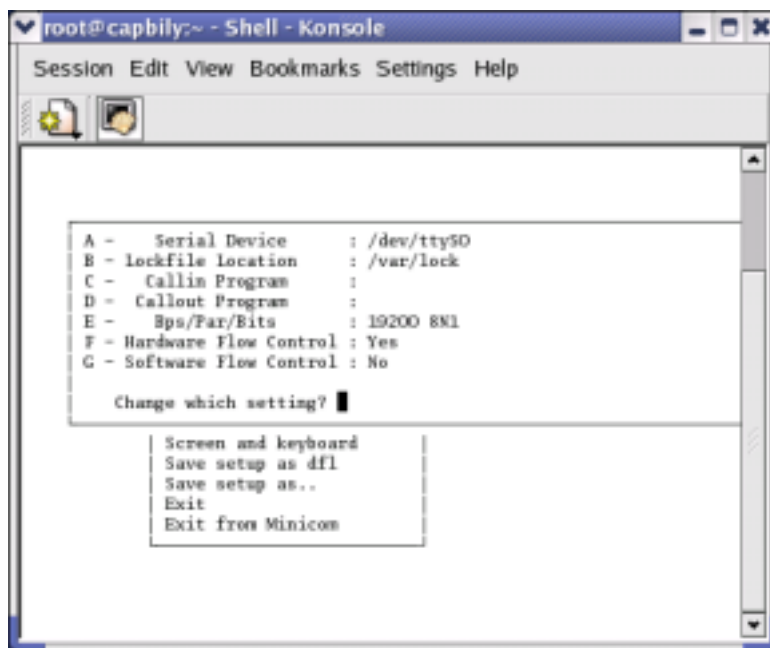 root@capbily:~ - Shell - Konsole
Session Edit View Bookmarks Settings Help
A - Serial Device : /dev/ttyS0
B - Lockfile Location : /var/lock
C - Callin Program :
D - Callout Program :
E - Bps/Par/Bits : 19200 8N1
F - Hardware Flow Control : Yes
G - Software Flow Control : No
Change which setting?
Screen and keyboard
Save setup as dfl
Save setup as..
Exit
Exit from Minicom